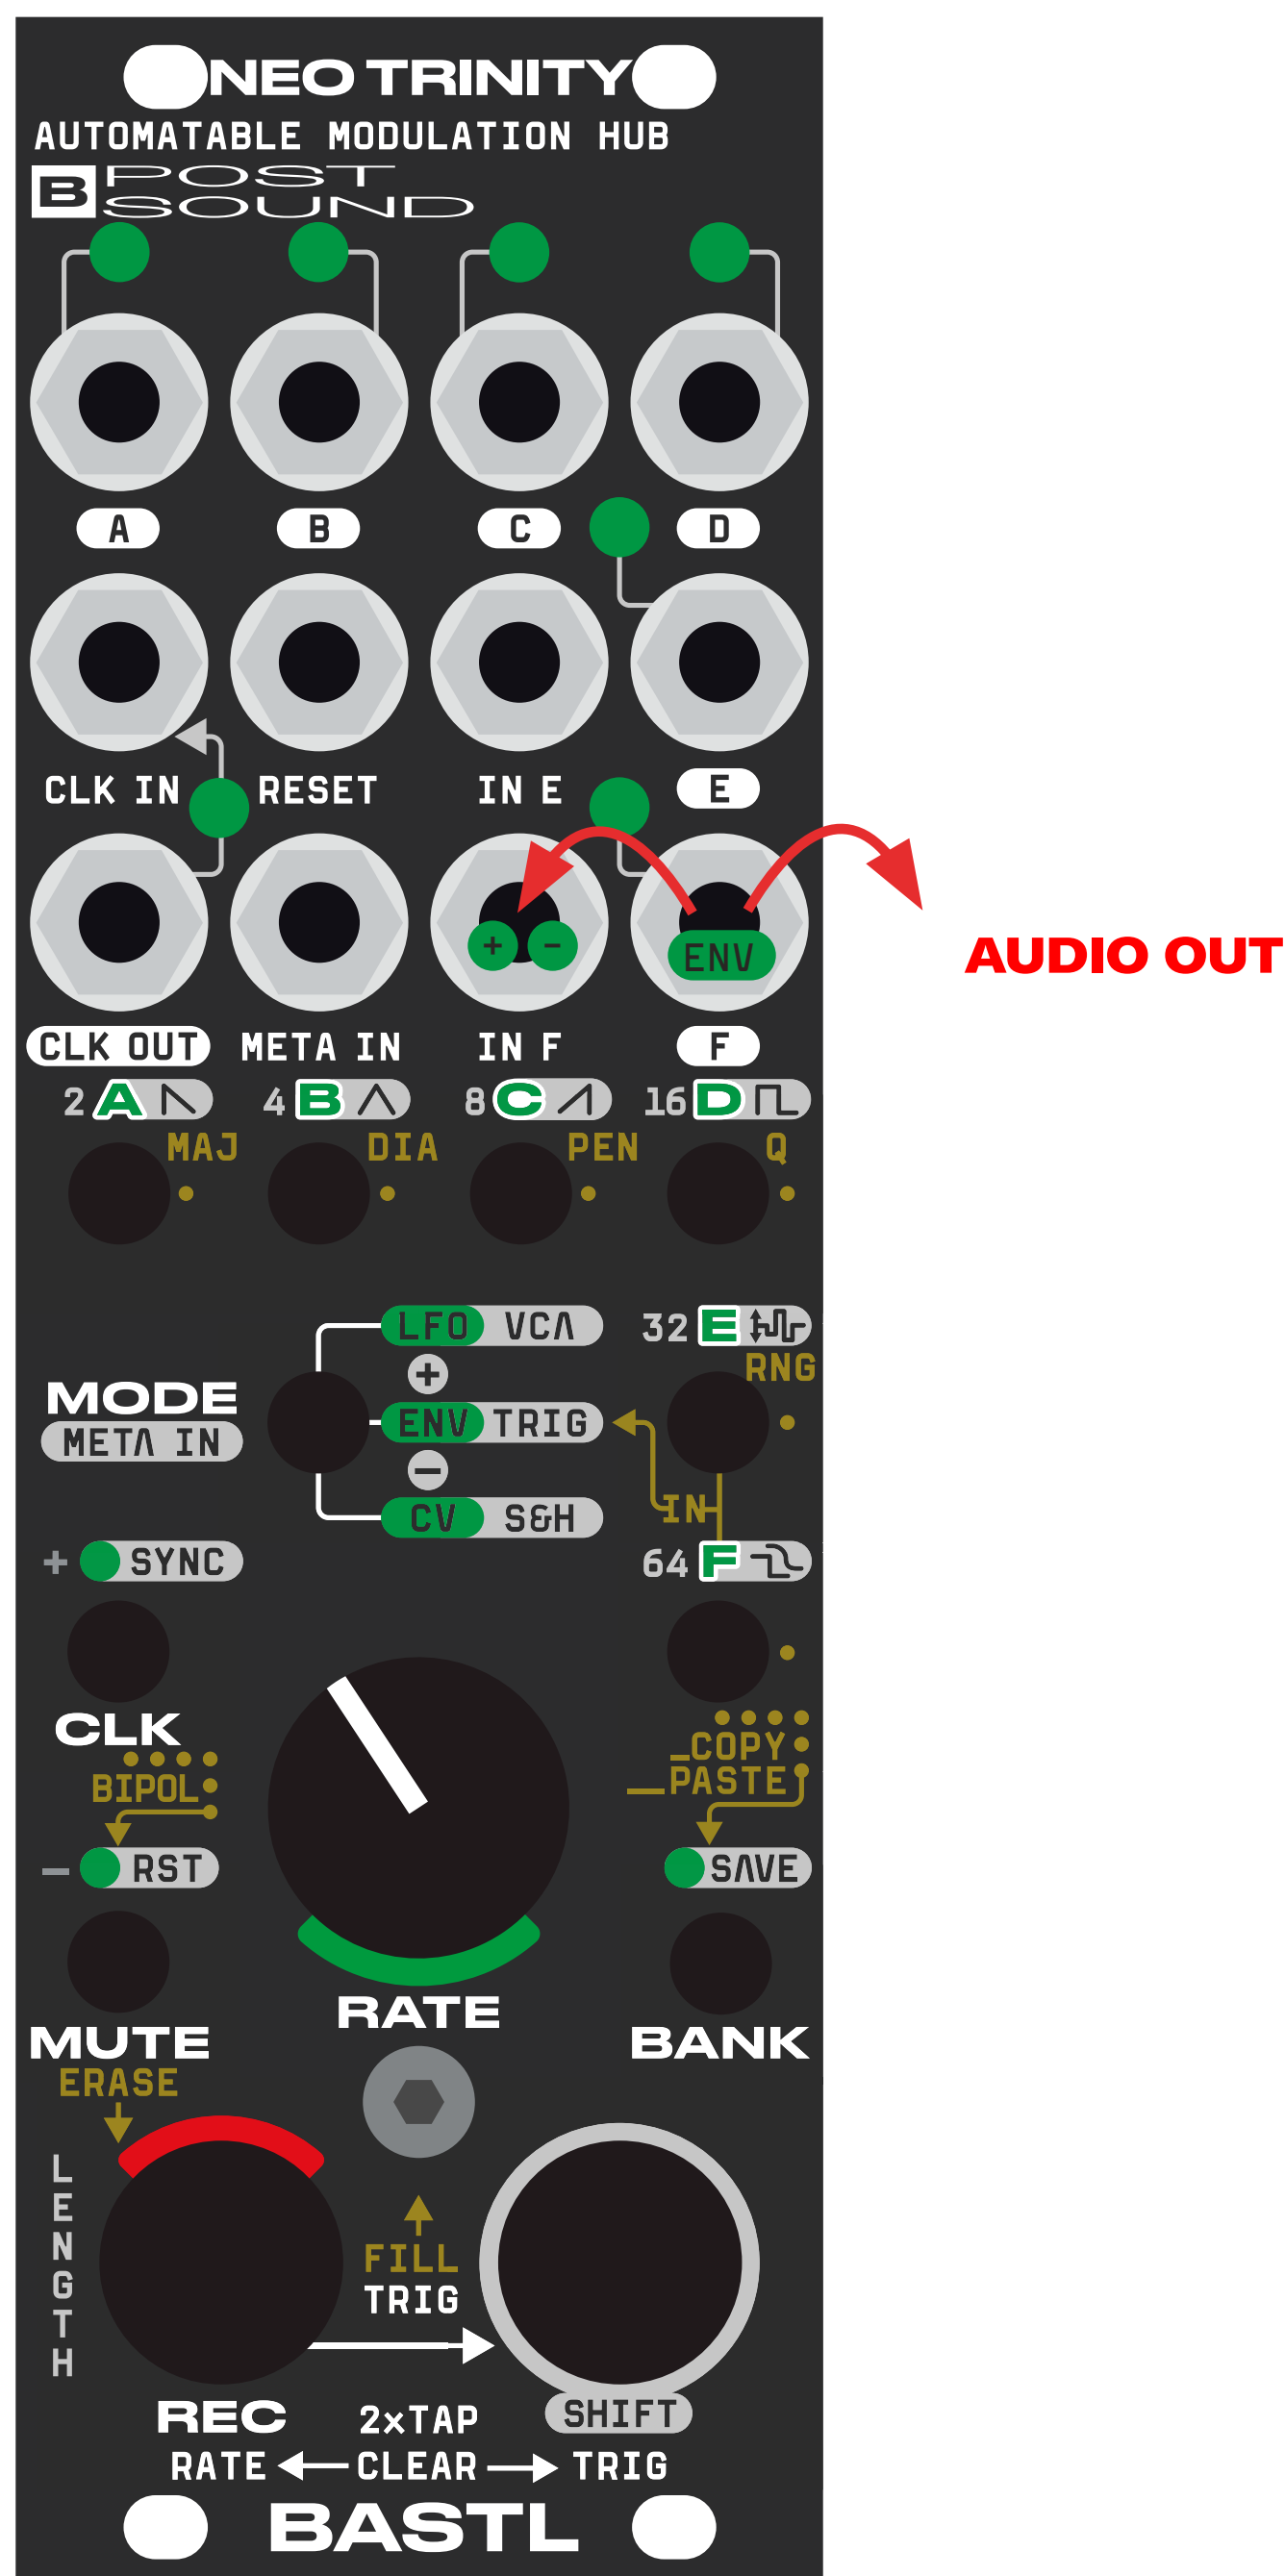 NEO TRINITY
AUTOMATABLE MODULATION HUB
B POST
SOUND
A B C D
CLK IN RESET IN E E
+ - ENV
AUDIO OUT
CLK OUT META IN IN F F
2 A 4 B 8 C 16 D
MAJ DIA PEN Q
LFO VCA 32 E
+ RNG
MODE ENV TRIG
META IN
- IN
CV S&H
+ SYNC 64 F
CLK
_COPY
BIPOL _PASTE
- RST SAVE
RATE
MUTE BANK
ERASE
LENGTH
FILL
TRIG
REC 2xTAP SHIFT
RATE CLEAR TRIG
BASTL